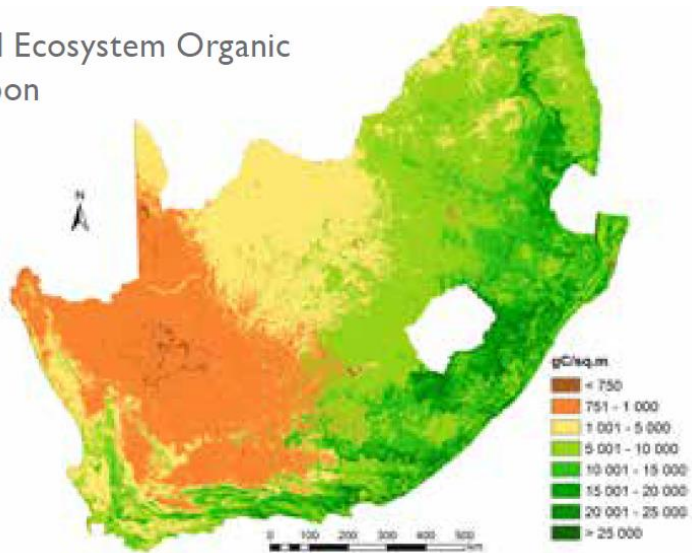 l Ecosystem Organic
on
N
gC/sq.m
< 750
751 - 1 000
1 001 - 5 000
5 001 - 10 000
10 001 - 15 000
15 001 - 20 000
20 001 - 25 000
> 25 000
0 100 200 300 400 500